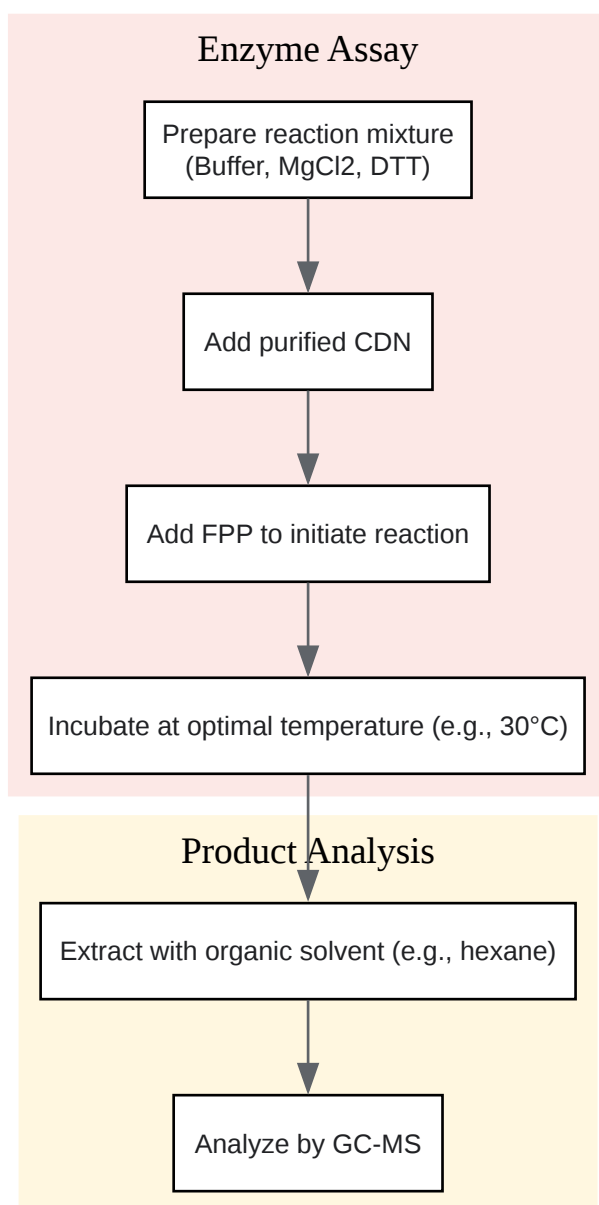 Enzyme Assay
Prepare reaction mixture
(Buffer, MgCl2, DTT)
Add purified CDN
Add FPP to initiate reaction
Incubate at optimal temperature (e.g., 30°C)
Product Analysis
Extract with organic solvent (e.g., hexane)
Analyze by GC-MS